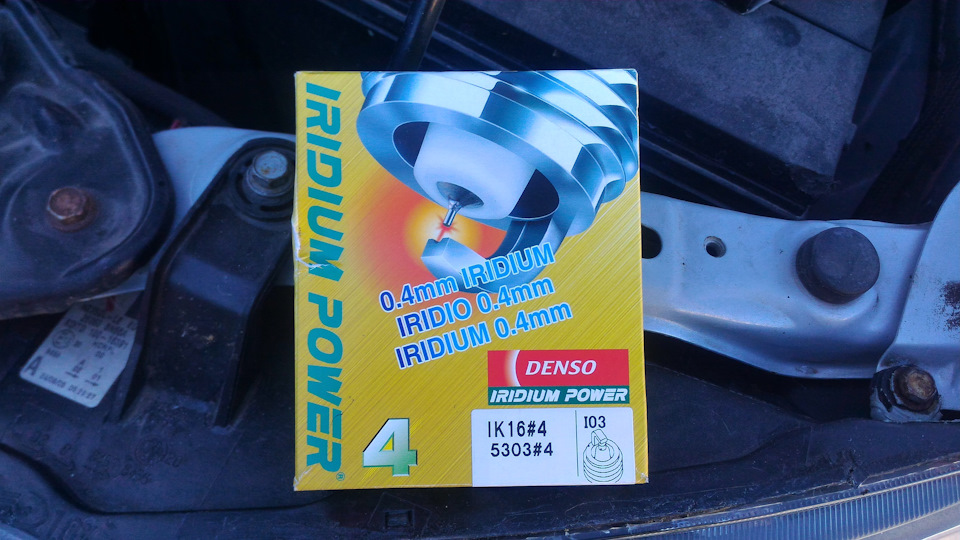 IRIDIUM POWER®
0.4mm IRIDIUM
IRIDIO 0.4mm
IRIDIUM 0.4mm
DENSO
IRIDIUM POWER
4
IK16#4
5303#4
I03
A